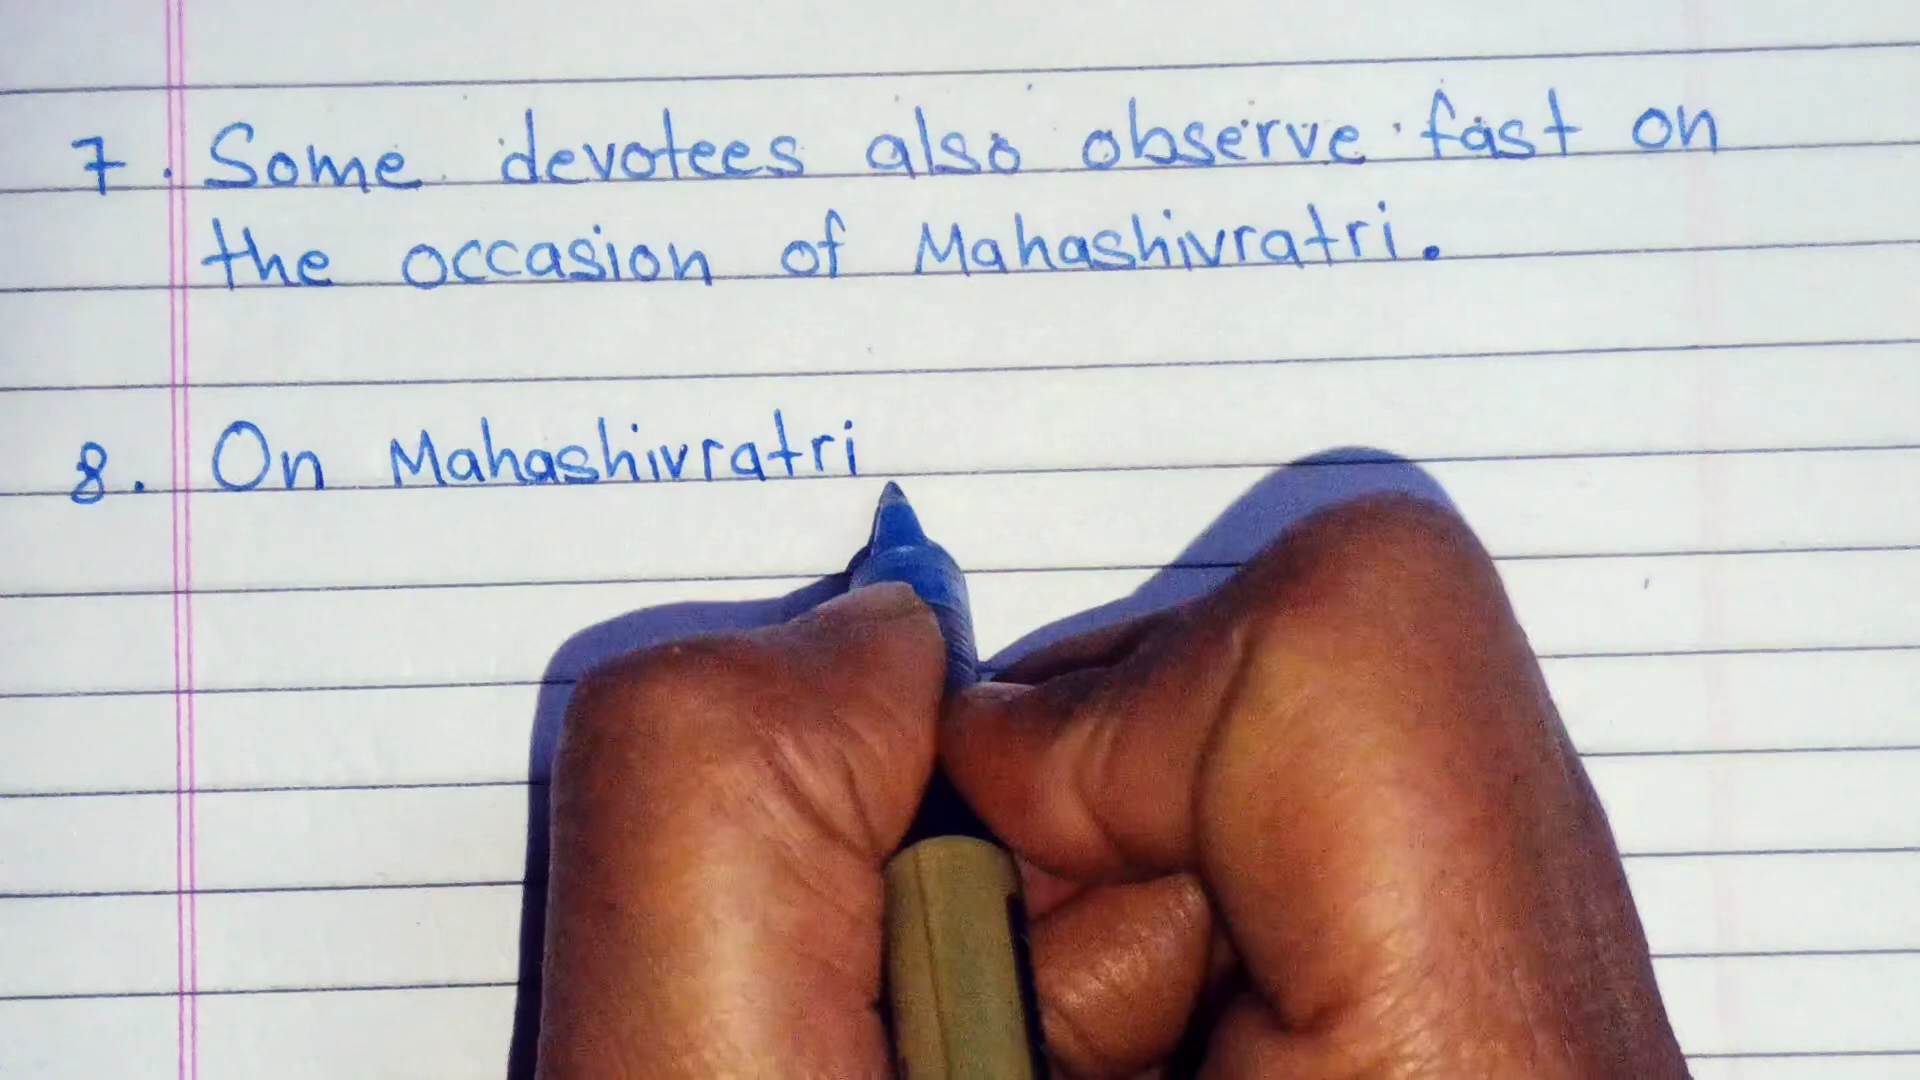 7. Some devotees also observe fast on
the occasion of Mahashivratri.
8. On Mahashivratri